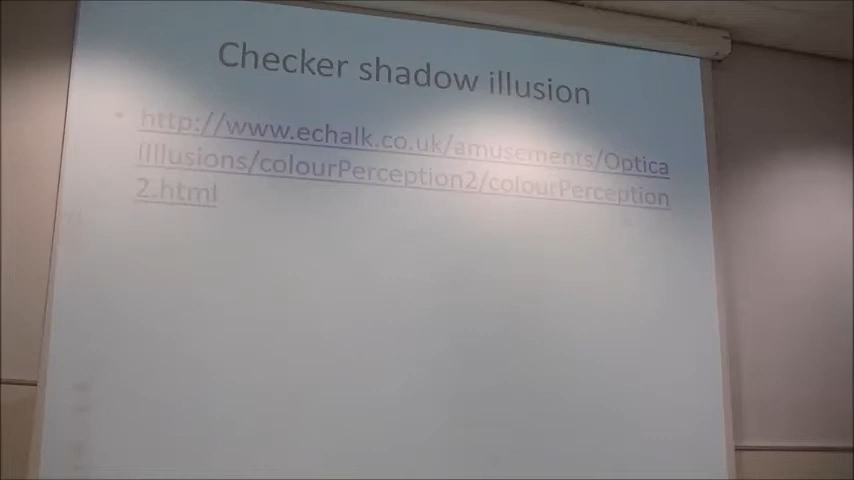 Checker shadow illusion
• http://www.echalk.co.uk/amusements/Optica
lIllusions/colourPerception2/colourPerception
2.html